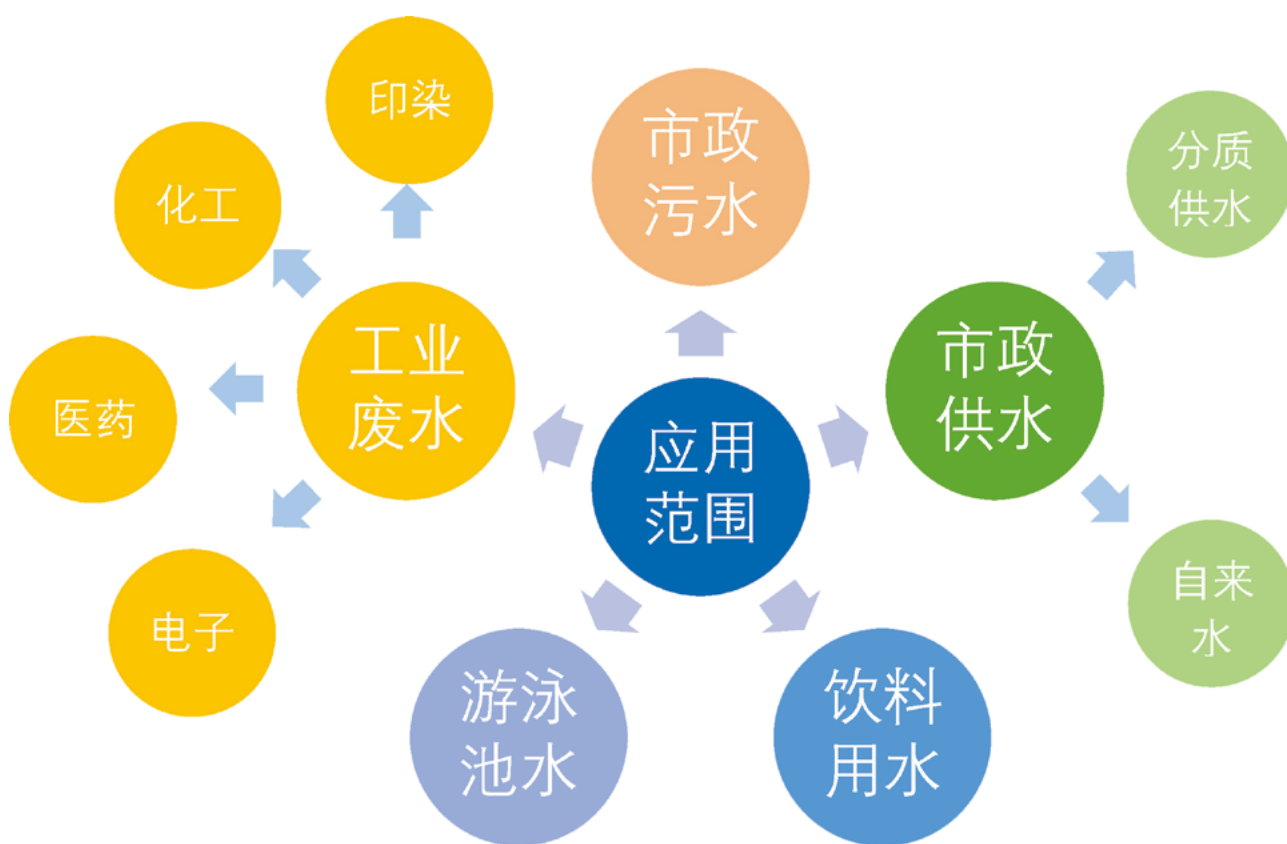 印染
市政
污水
分质
供水
化工
工业
废水
市政
供水
医药
应用
范围
自来
水
电子
游泳
池水
饮料
用水